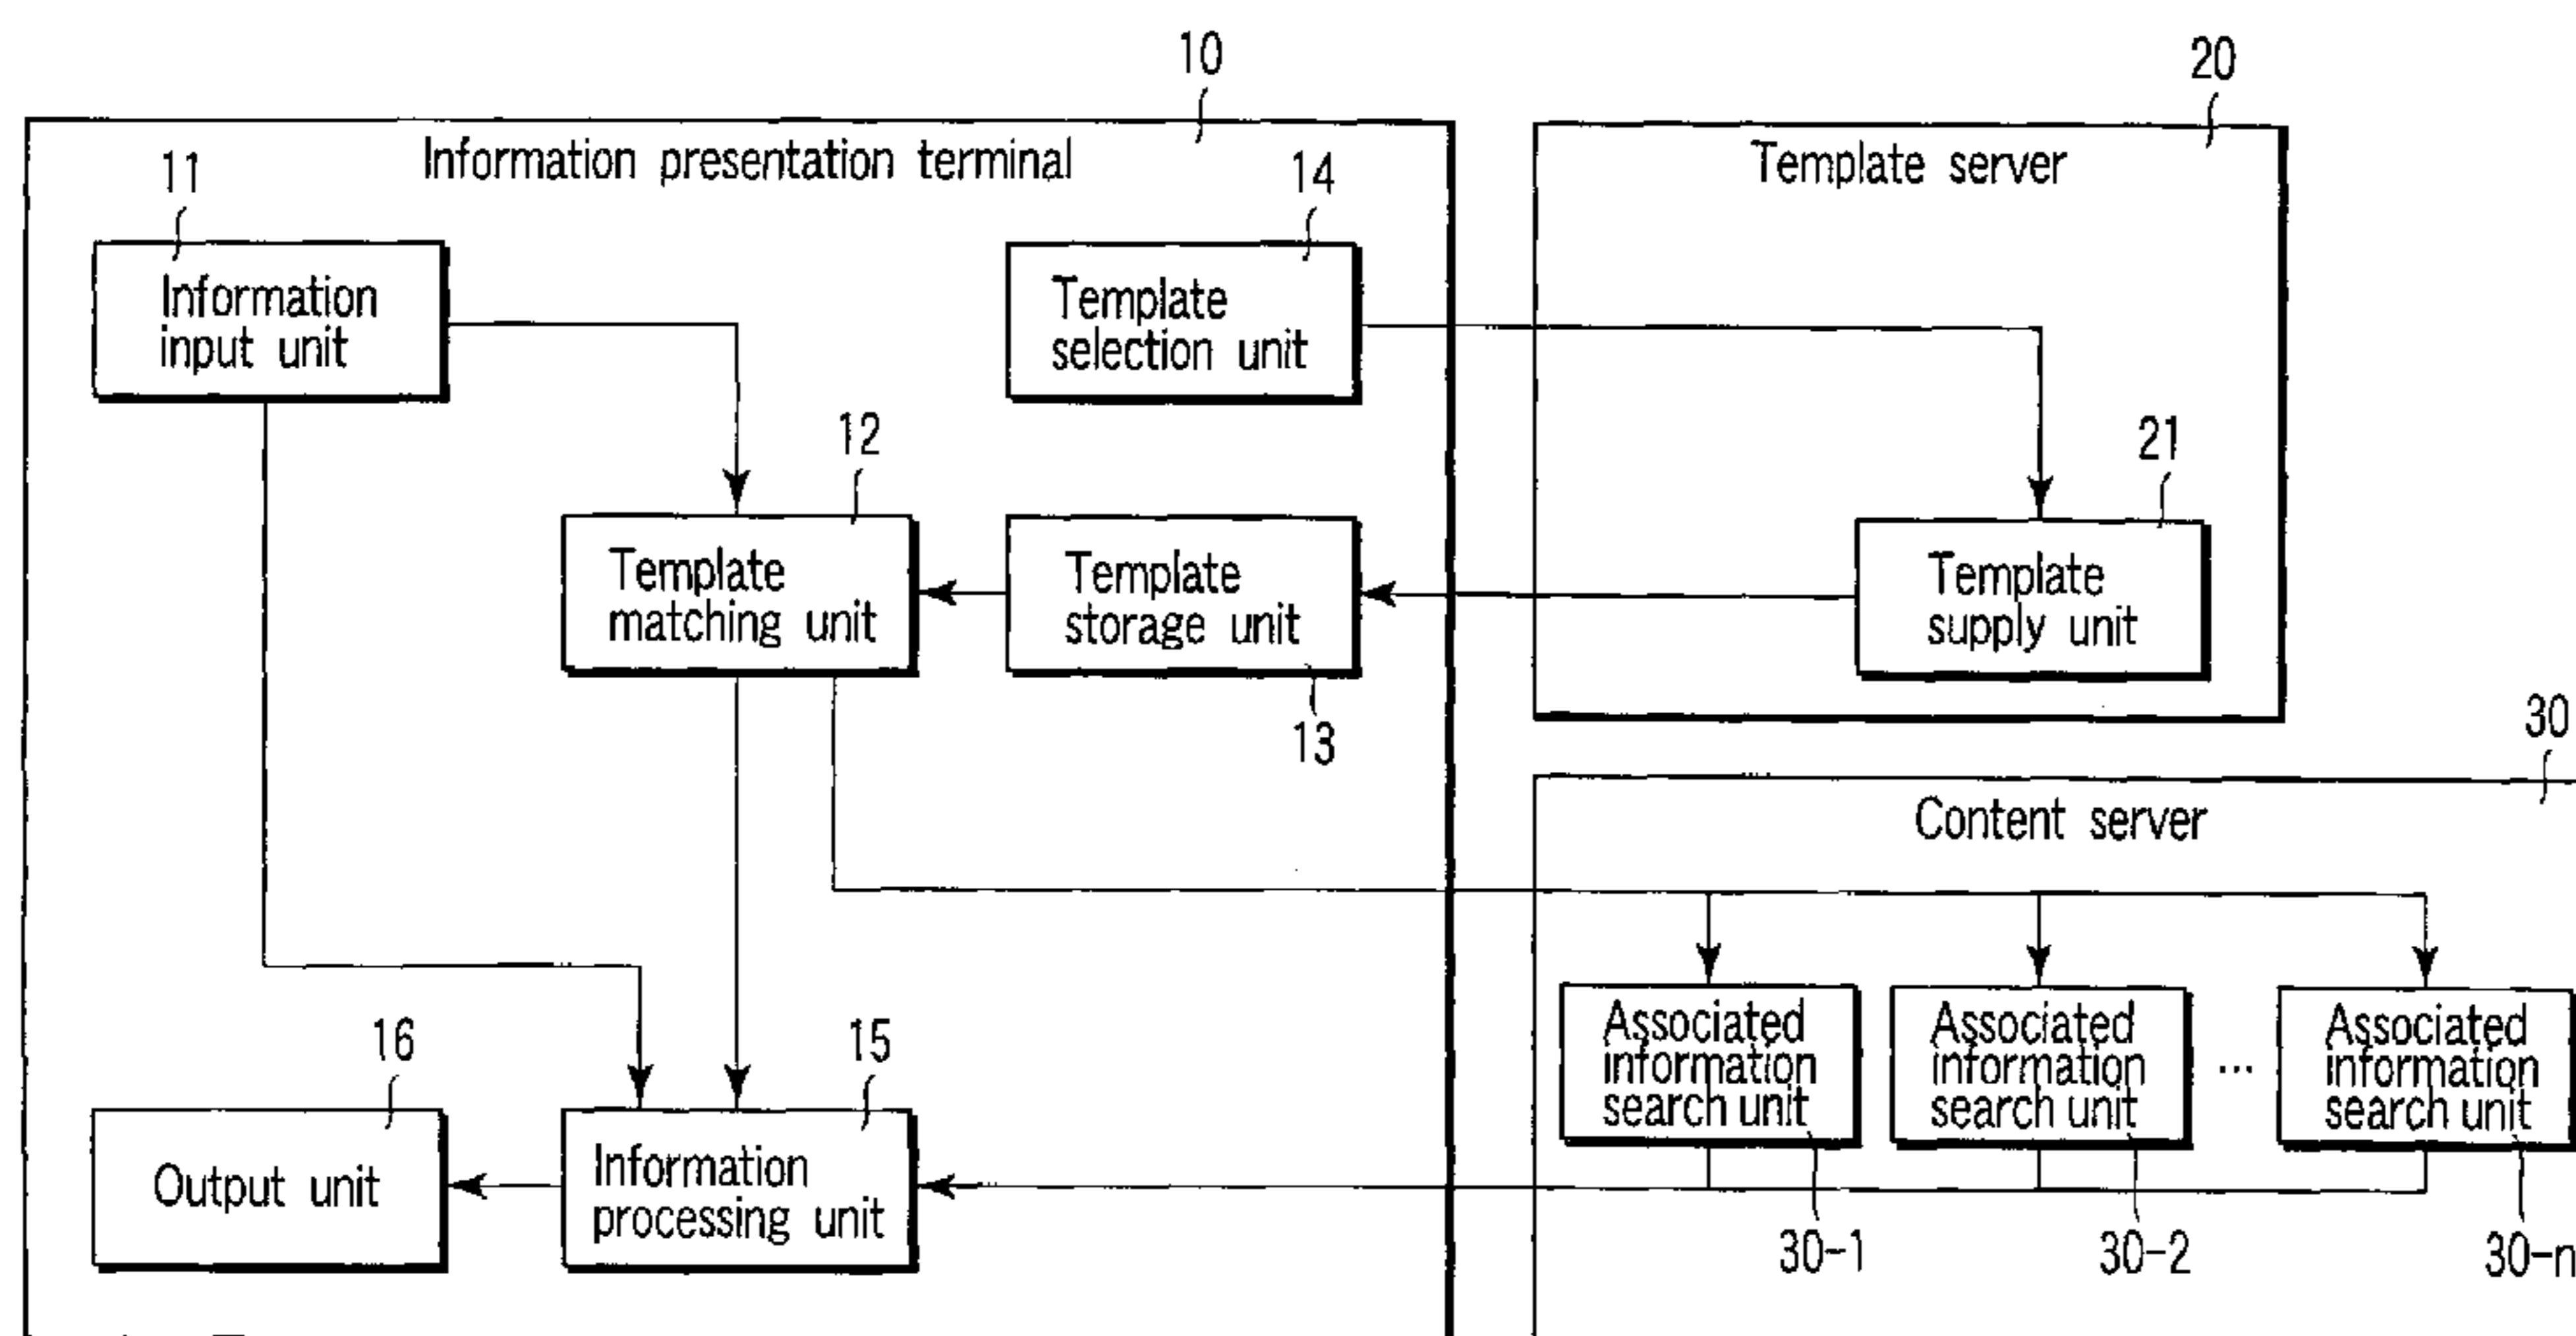 10
20
Information presentation terminal
Template server
11
14
Information
input unit
Template
selection unit
12
21
Template
matching unit
Template
storage unit
Template
supply unit
13
30
Content server
16
15
Associated
information
search unit
Associated
information
search unit
...
Associated
information
search unit
Output unit
Information
processing unit
30-1
30-2
30-n